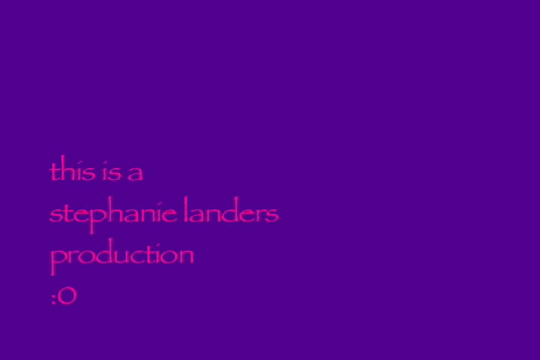 this is a
stephanie landers
production
:O